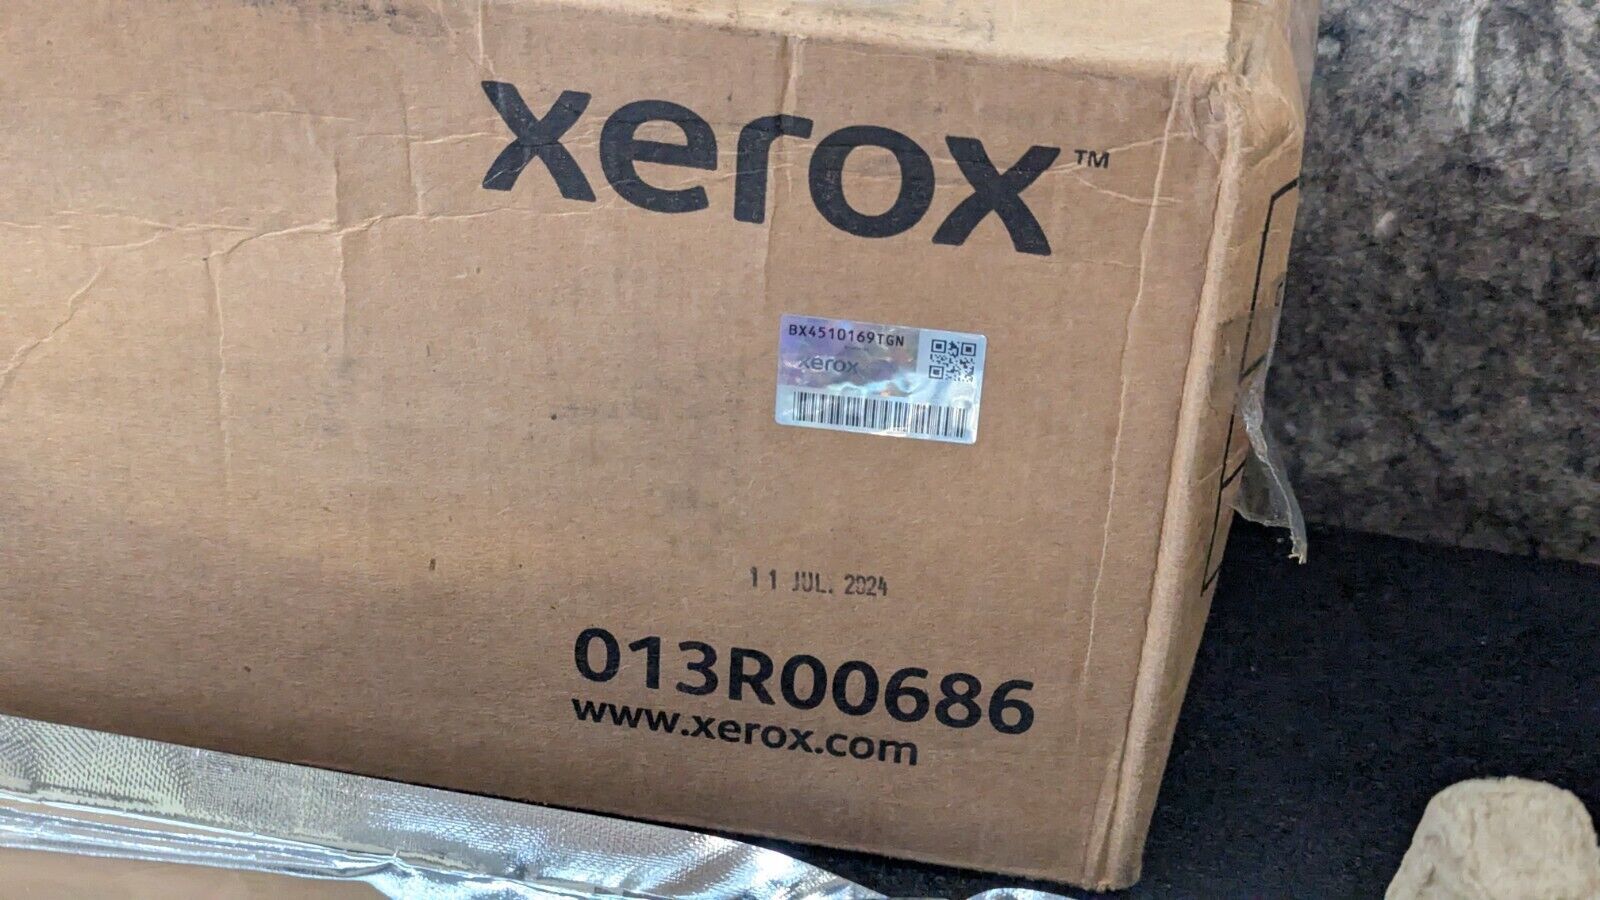 xerox™
BX4510169TGN
xerox
11 JUL. 2024
013R00686
www.xerox.com